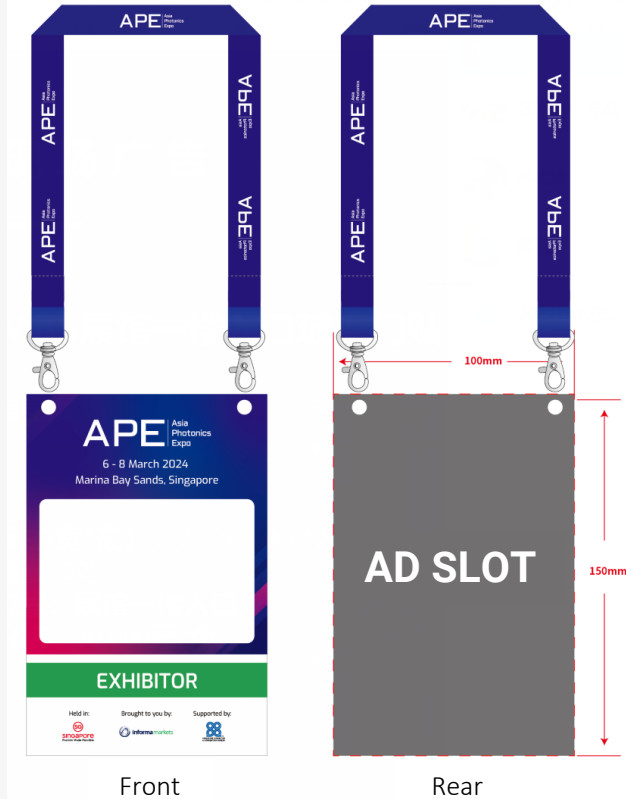 APE Asia Photonics Expo
APE Asia Photonics Expo
APE Asia Photonics Expo
APE Asia Photonics Expo
APE Asia Photonics Expo
APE Asia Photonics Expo
APE Asia Photonics Expo
APE Asia Photonics Expo
APE Asia Photonics Expo
APE Asia Photonics Expo
100mm
APE Asia Photonics Expo
6 - 8 March 2024
Marina Bay Sands, Singapore
AD SLOT
150mm
EXHIBITOR
Held in:
Brought to you by:
Supported by:
SINGAPORE
informa markets
Front
Rear